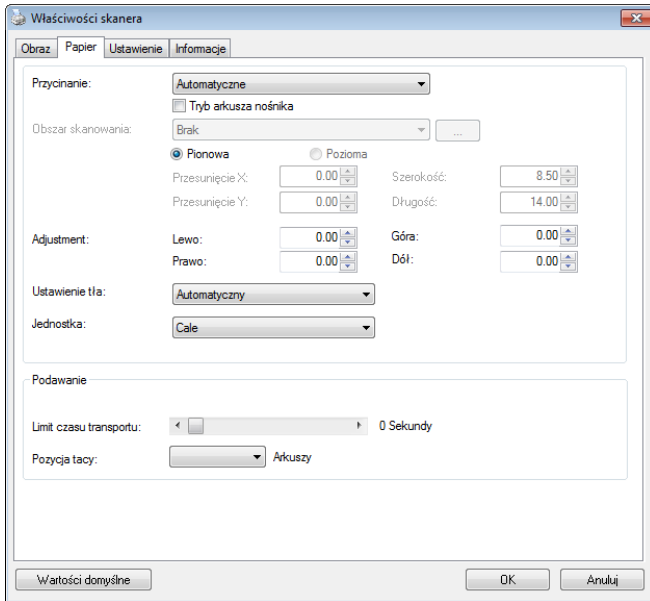 Właściwości skanera
Obraz Papier Ustawienie Informacje
Przycinanie: Automatyczne
Tryb arkusza nośnika
Obszar skanowania: Brak ...
Pionowa Pozioma
Przesunięcie X: 0.00 Szerokość: 8.50
Przesunięcie Y: 0.00 Długość: 14.00
Adjustment: Lewo: 0.00 Góra: 0.00
Prawo: 0.00 Dół: 0.00
Ustawienie tła: Automatyczny
Jednostka: Cale
Podawanie
Limit czasu transportu: 0 Sekundy
Pozycja tacy: Arkuszy
Wartości domyślne OK Anuluj